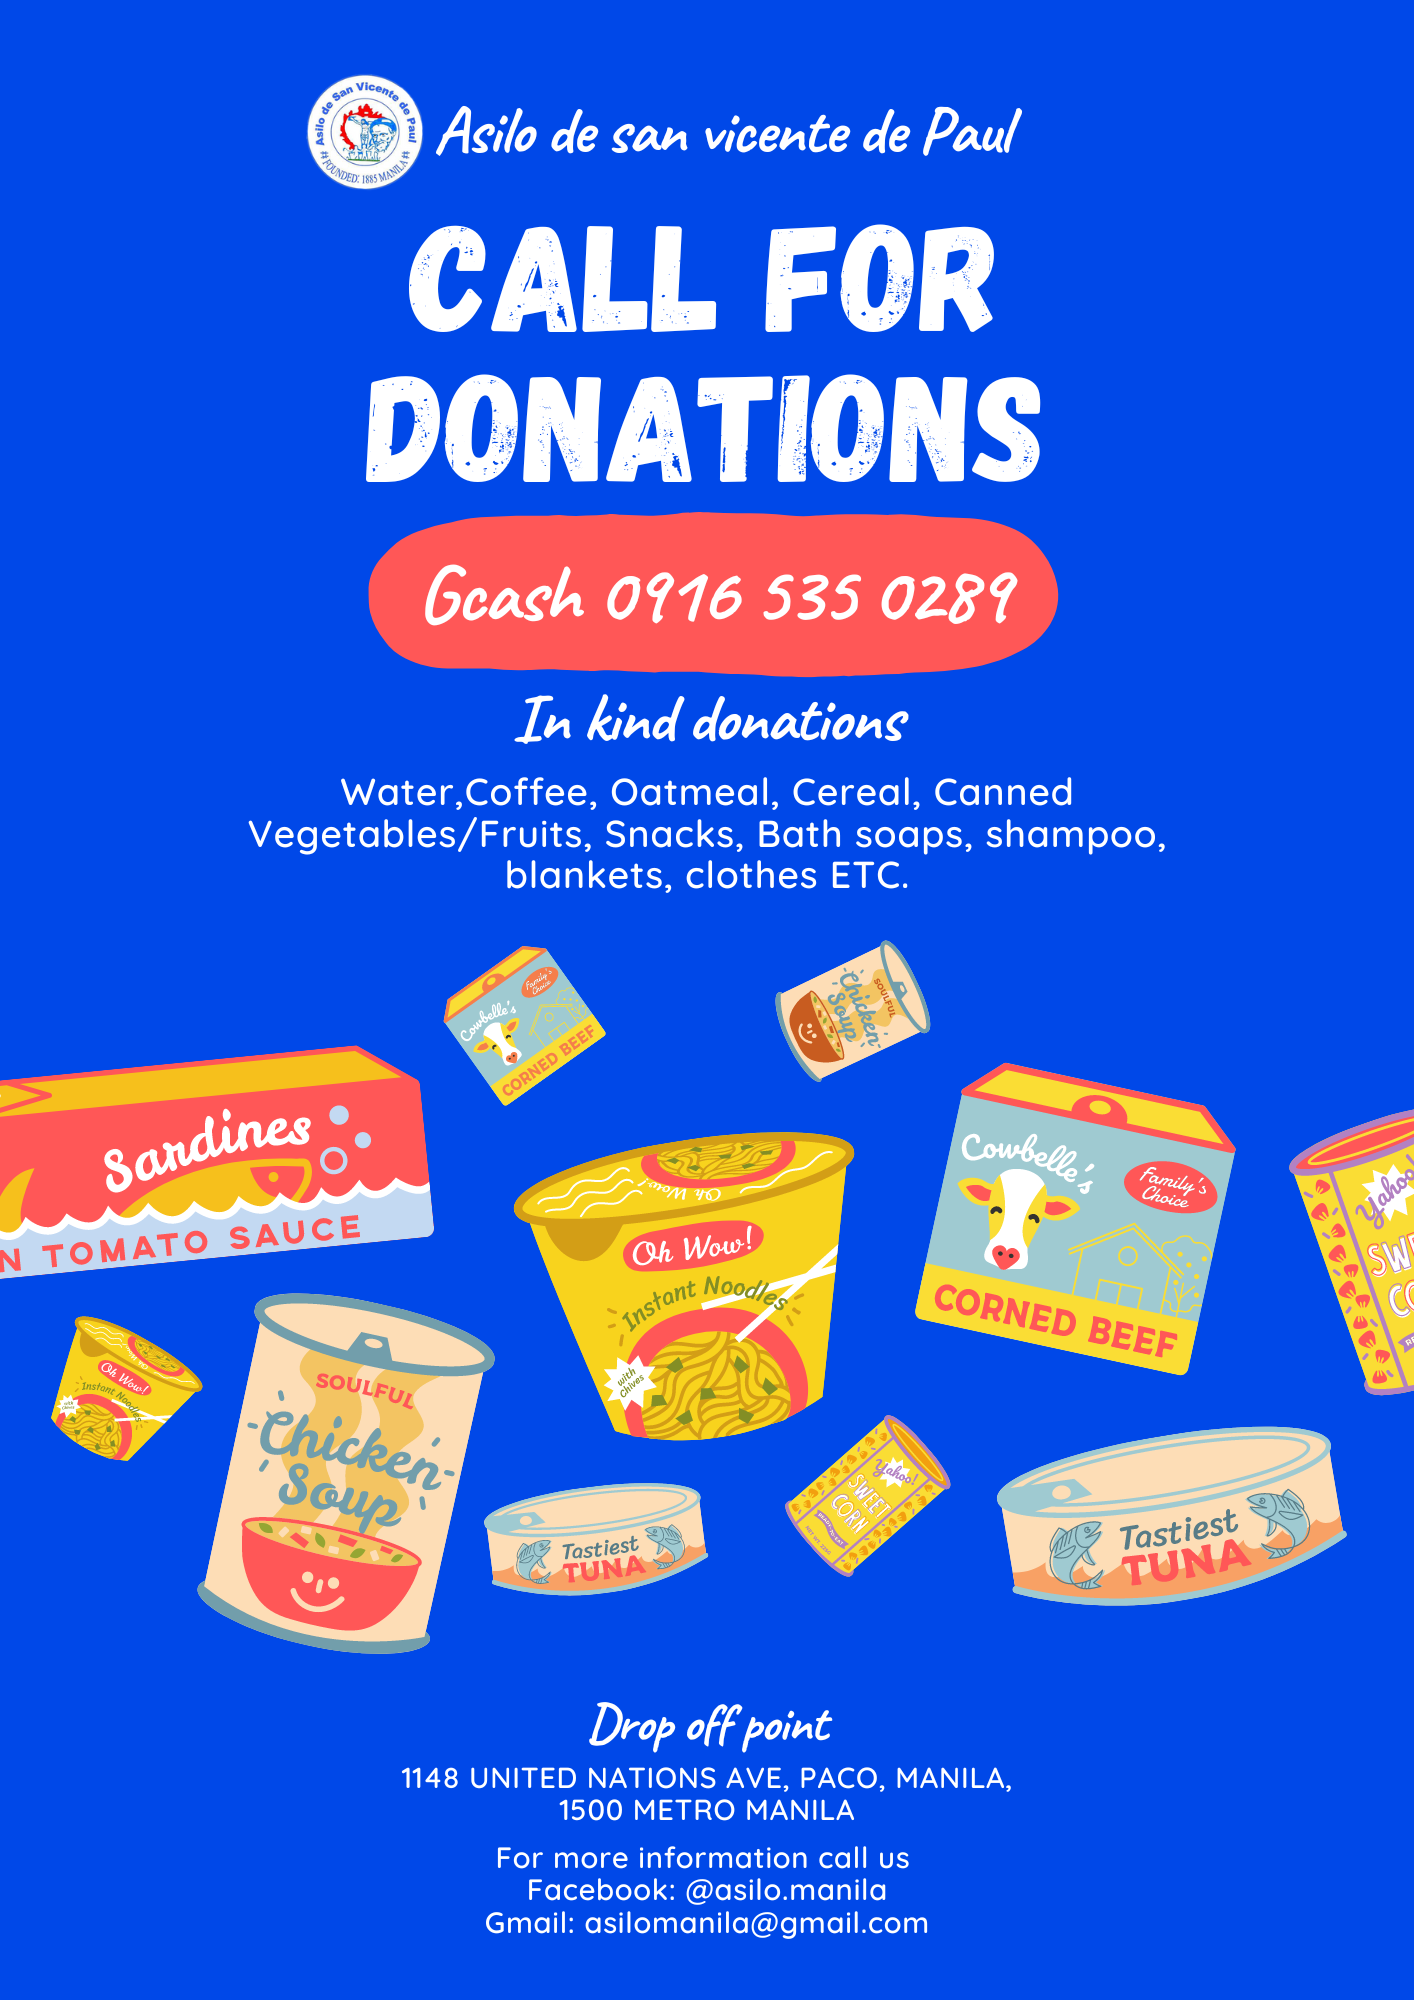 Asilo de San Vicente de Paul
FOUNDED: 1885 MANILA
Asilo de san vicente de Paul
CALL FOR
DONATIONS
Gcash 0916 535 0289
In kind donations
Water,Coffee, Oatmeal, Cereal, Canned
Vegetables/Fruits, Snacks, Bath soaps, shampoo,
blankets, clothes ETC.
Cowbelle's
Family's
Choice
CORNED BEEF
SOULFUL
Chicken
Soup
Sardines
N TOMATO SAUCE
Oh Wow!
Oh Wow!
Instant Noodles
with
Chives
Cowbelle's
Family's
Choice
CORNED BEEF
Yahoo!
SWE
CO
Oh Wow!
Instant Noodles
with
Chives
SOULFUL
Chicken
Soup
Tastiest
TUNA
Yahoo!
SWEET
CORN
Tastiest
TUNA
Drop off point
1148 UNITED NATIONS AVE, PACO, MANILA,
1500 METRO MANILA
For more information call us
Facebook: @asilo.manila
Gmail: asilomanila@gmail.com